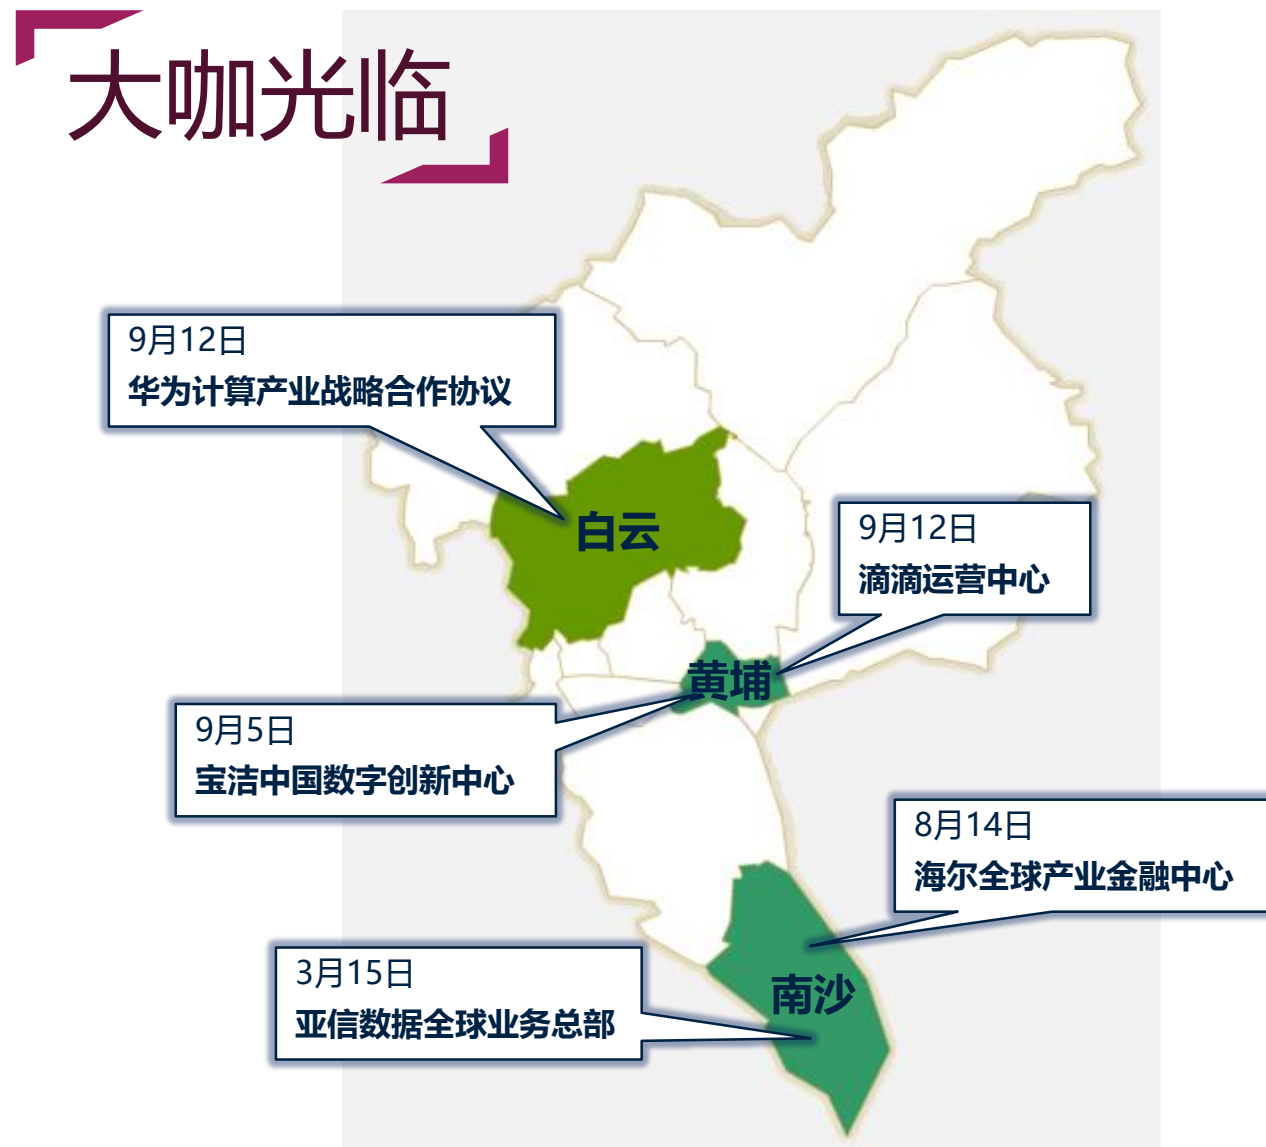 大咖光临
9月12日
华为计算产业战略合作协议
白云
9月12日
滴滴运营中心
黄埔
9月5日
宝洁中国数字创新中心
8月14日
海尔全球产业金融中心
3月15日
亚信数据全球业务总部
南沙